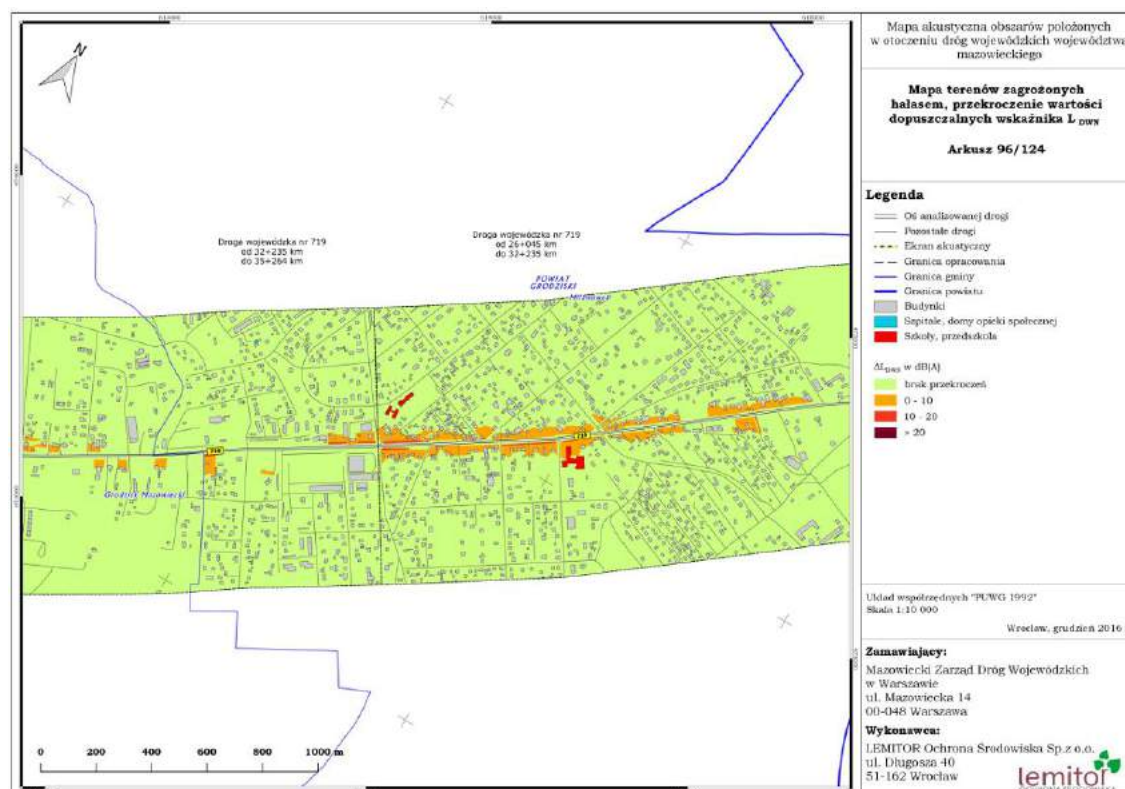 Mapa akustyczna obszarów położonych
w otoczeniu dróg wojewódzkich województwa
mazowieckiego
Mapa terenów zagrożonych
hałasem, przekroczenie wartości
dopuszczalnych wskaźnika L DWN
Arkusz 96/124
N
Droga wojewódzka nr 719
od 32+235 km
do 35+264 km
Droga wojewódzka nr 719
od 26+045 km
do 32+235 km
POWIAT
GRODZISKI
Milanówek
719
719
Grodzisk Mazowiecki
0 200 400 600 800 1000 m
Legenda
Oś analizowanej drogi
Pozostałe drogi
Ekran akustyczny
Granica opracowania
Granica gminy
Granica powiatu
Budynki
Szpitale, domy opieki społecznej
Szkoły, przedszkola
ΔL DWN w dB(A)
brak przekroczeń
0 - 10
10 - 20
> 20
Układ współrzędnych "PUWG 1992"
Skala 1:10 000
Wrocław, grudzień 2016
Zamawiający:
Mazowiecki Zarząd Dróg Wojewódzkich
w Warszawie
ul. Mazowiecka 14
00-048 Warszawa
Wykonawca:
LEMITOR Ochrona Środowiska Sp.z o.o.
ul. Długosza 40
51-162 Wrocław
lemitor